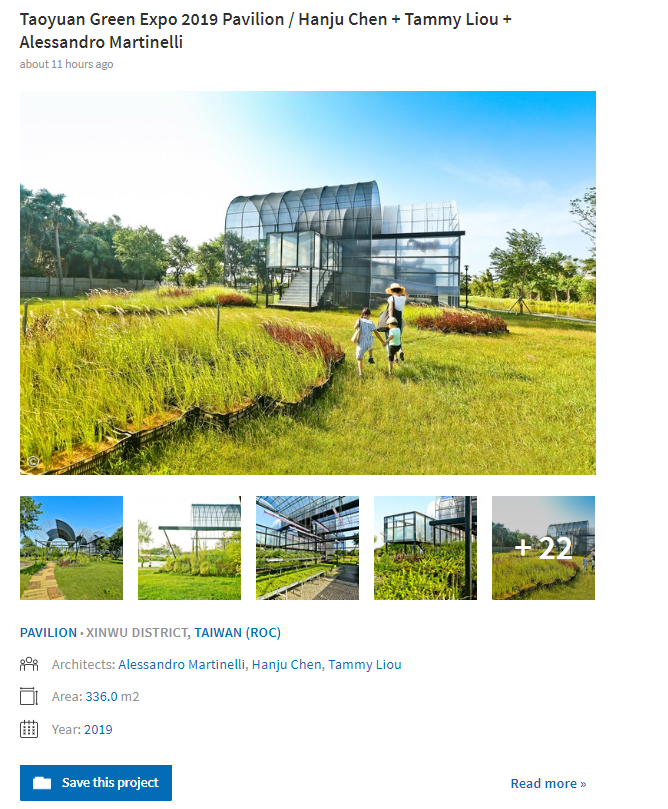 Taoyuan Green Expo 2019 Pavilion / Hanju Chen + Tammy Liou +
Alessandro Martinelli
about 11 hours ago
©
+ 22
PAVILION • XINWU DISTRICT, TAIWAN (ROC)
Architects: Alessandro Martinelli, Hanju Chen, Tammy Liou
Area: 336.0 m2
Year: 2019
Save this project
Read more »